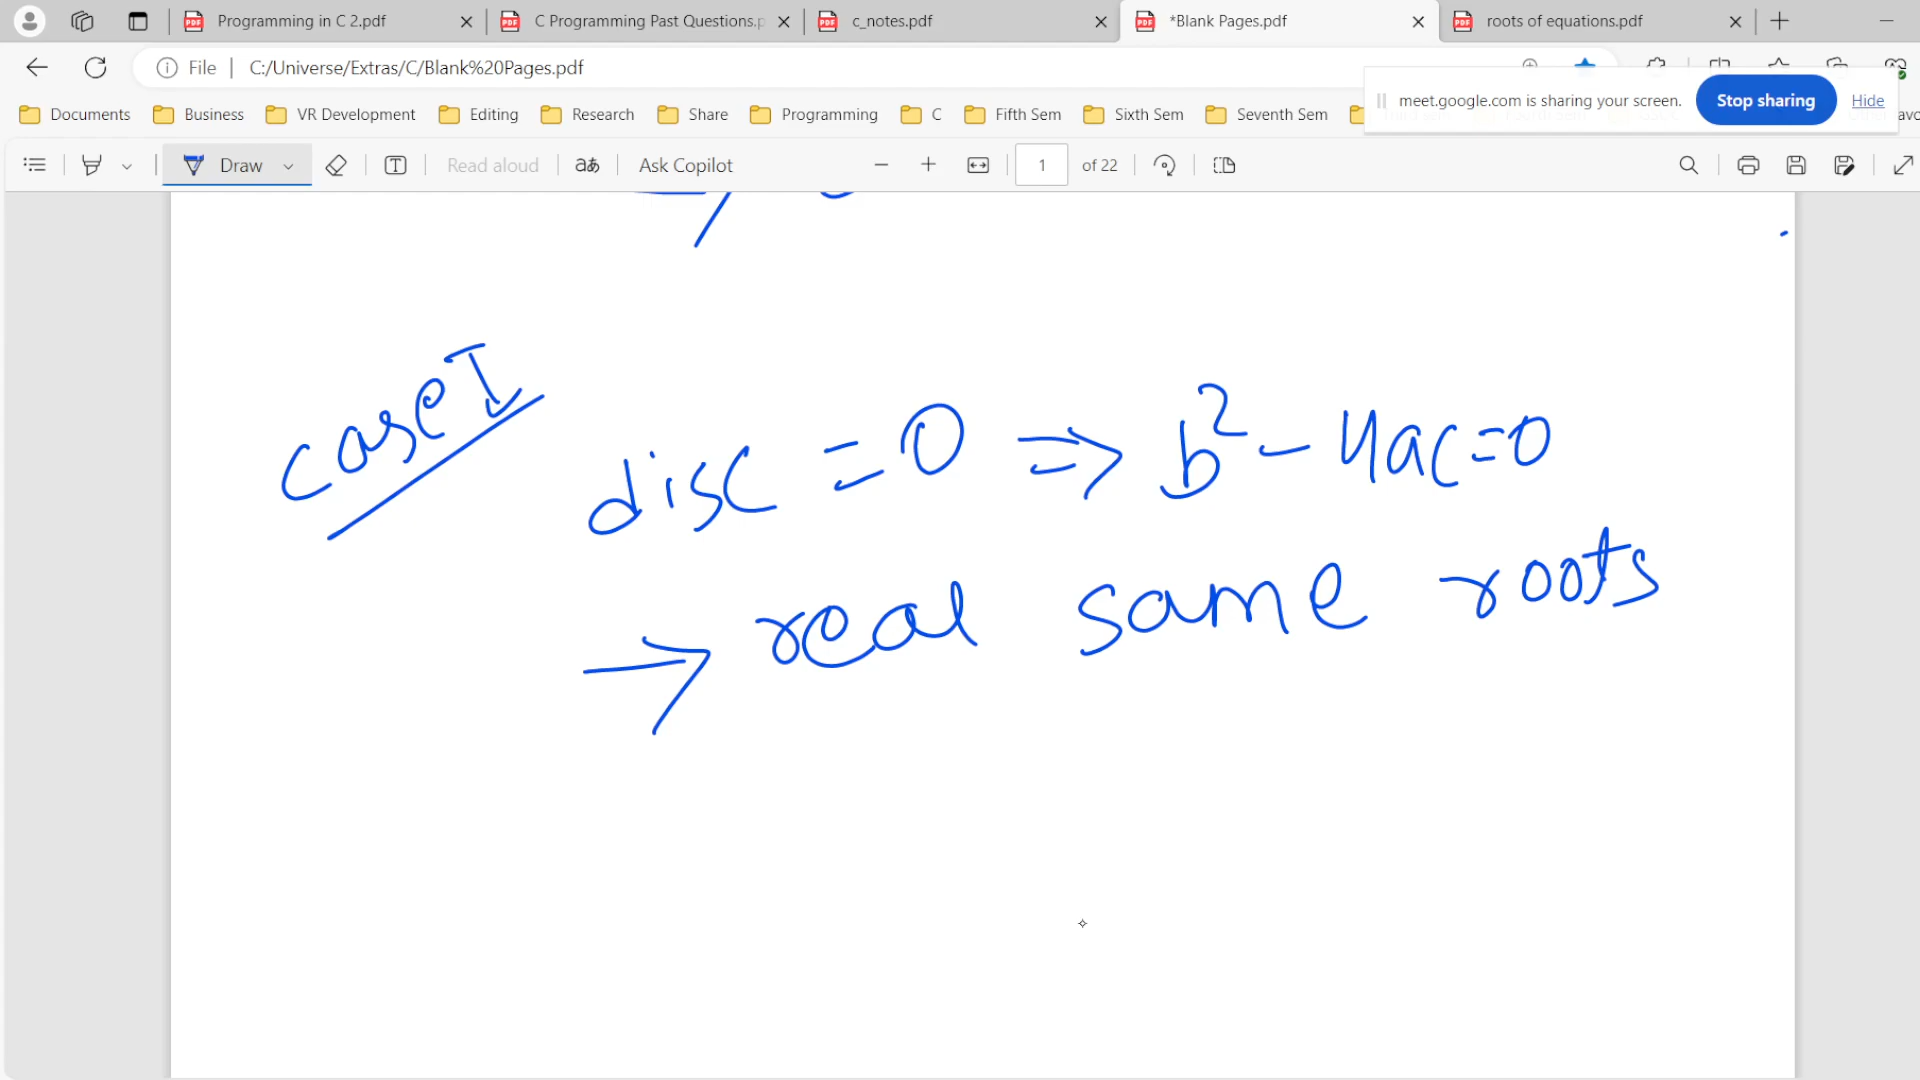 Programming in C 2.pdf
C Programming Past Questions.p
c_notes.pdf
*Blank Pages.pdf
roots of equations.pdf
File
C:/Universe/Extras/C/Blank%20Pages.pdf
meet.google.com is sharing your screen.
Stop sharing
Hide
Documents
Business
VR Development
Editing
Research
Share
Programming
C
Fifth Sem
Sixth Sem
Seventh Sem
Draw
Read aloud
Ask Copilot
1
of 22
case I
disc = 0 ⇒ b² - 4ac = 0
→ real same roots